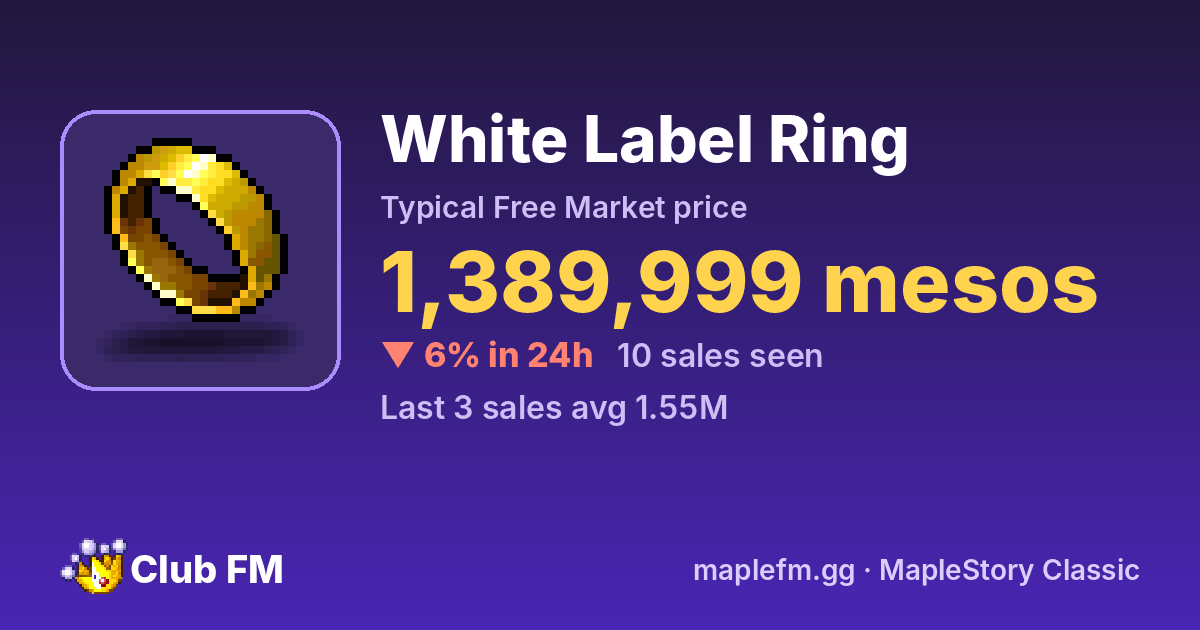 White Label Ring
Typical Free Market price
1,389,999 mesos
▼ 6% in 24h 10 sales seen
Last 3 sales avg 1.55M
Club FM
maplefm.gg · MapleStory Classic